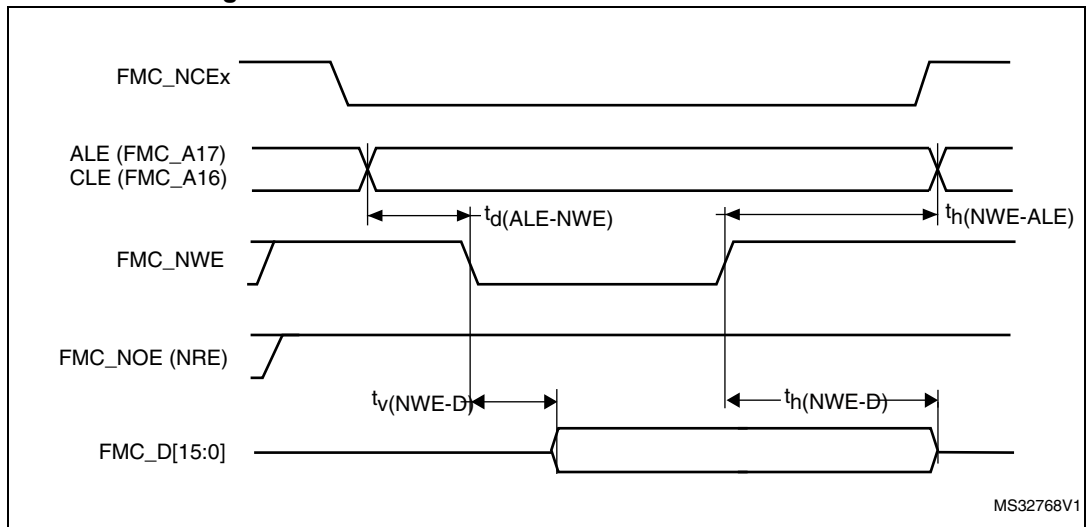 FMC_NCEx
ALE (FMC_A17)
CLE (FMC_A16)
td(ALE-NWE)
th(NWE-ALE)
FMC_NWE
FMC_NOE (NRE)
tv(NWE-D)
th(NWE-D)
FMC_D[15:0]
MS32768V1